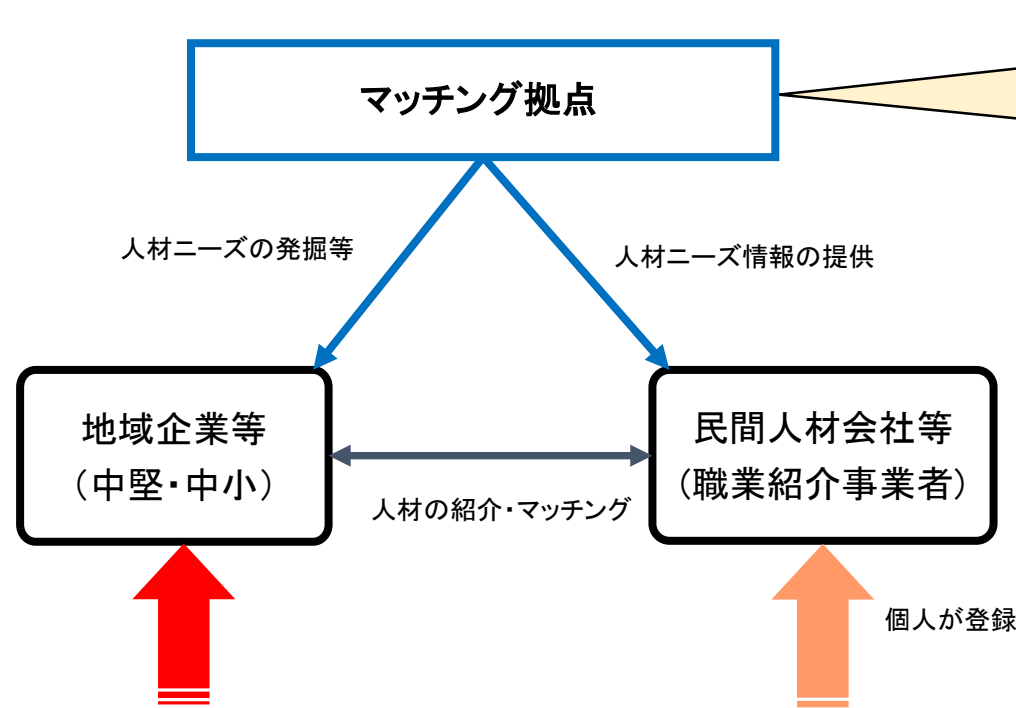 マッチング拠点
人材ニーズの発掘等
人材ニーズ情報の提供
地域企業等
（中堅・中小）
人材の紹介・マッチング
民間人材会社等
（職業紹介事業者）
個人が登録